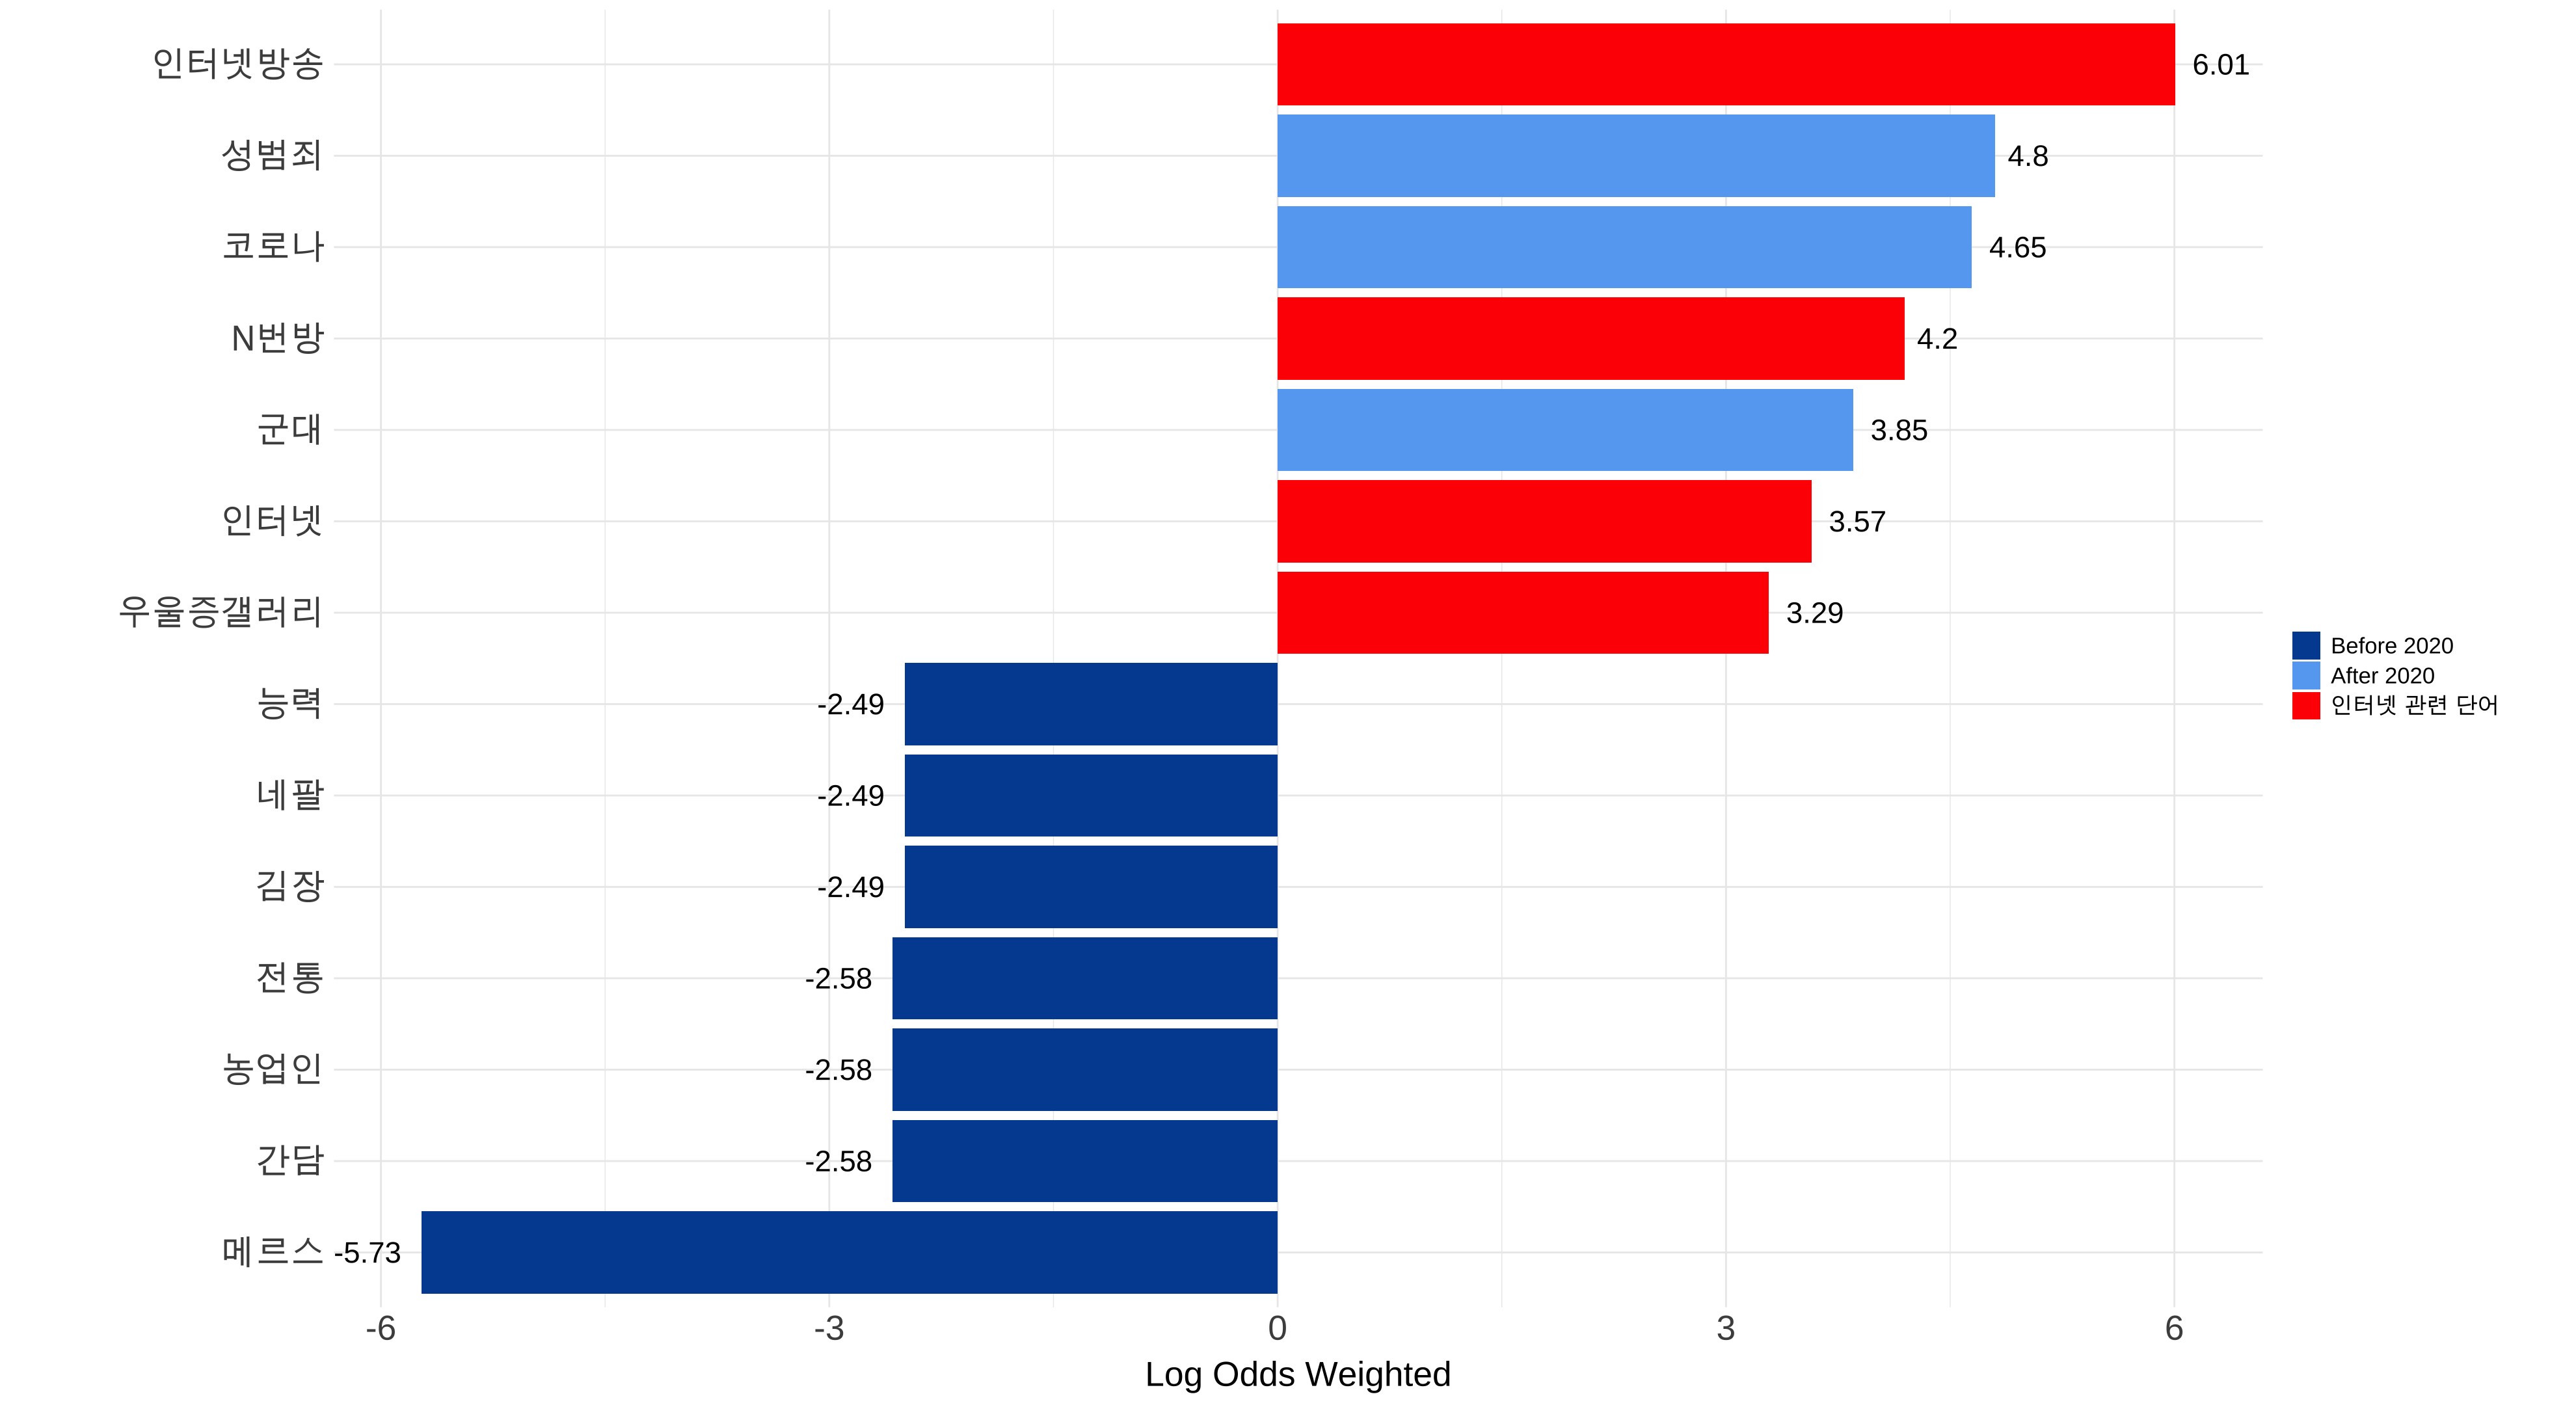 인터넷방송 6.01
성범죄 4.8
코로나 4.65
N번방 4.2
군대 3.85
인터넷 3.57
우울증갤러리 3.29
능력 -2.49
네팔 -2.49
김장 -2.49
전통 -2.58
농업인 -2.58
간담 -2.58
메르스 -5.73
-6 -3 0 3 6
Log Odds Weighted
Before 2020
After 2020
인터넷 관련 단어